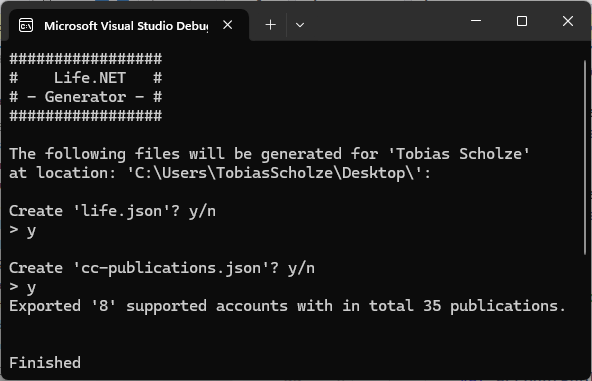 Microsoft Visual Studio Debug
#################
#    Life.NET   #
# - Generator - #
#################
The following files will be generated for 'Tobias Scholze'
at location: 'C:\Users\TobiasScholze\Desktop\':
Create 'life.json'? y/n
> y
Create 'cc-publications.json'? y/n
> y
Exported '8' supported accounts with in total 35 publications.
Finished